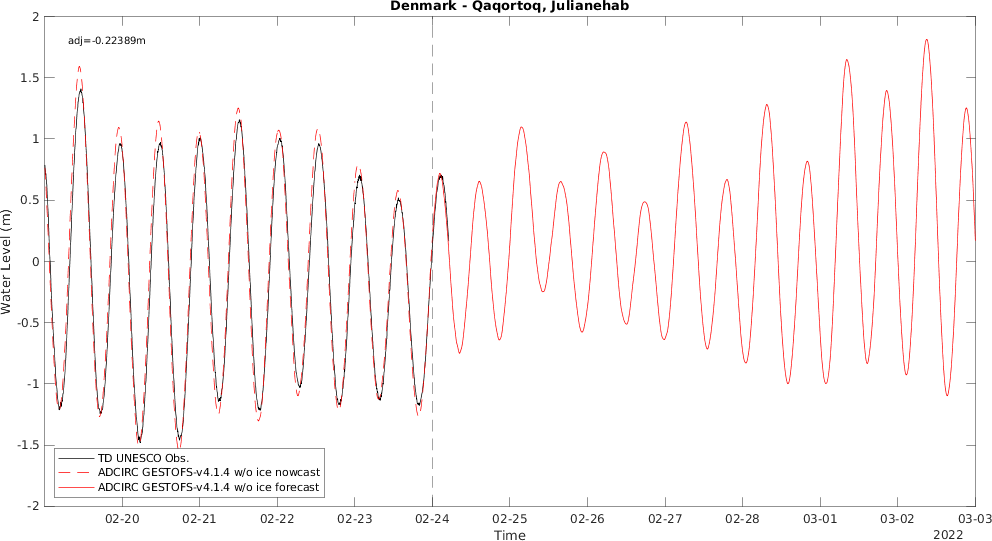 Denmark - Qaqortoq, Julianehab
adj=-0.22389m
2
1.5
1
0.5
0
-0.5
-1
-1.5
-2
Water Level (m)
TD UNESCO Obs.
ADCIRC GESTOFS-v4.1.4 w/o ice nowcast
ADCIRC GESTOFS-v4.1.4 w/o ice forecast
02-20 02-21 02-22 02-23 02-24 02-25 02-26 02-27 02-28 03-01 03-02 03-03
Time
2022